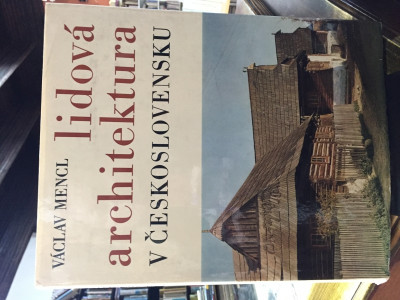 VÁCLAV MENCL
lidová
architektura
V ČESKOSLOVENSKU